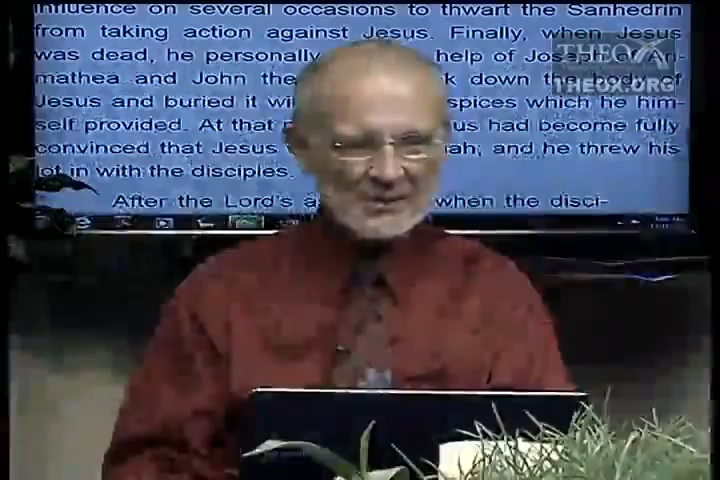 influence on several occasions to thwart the Sanhedrin
from taking action against Jesus. Finally, when Jesus
was dead, he personally help of Joseph of Ari-
mathea and John the k down the body of
Jesus and buried it wi spices which he him-
self provided. At that us had become fully
convinced that Jesus ah; and he threw his
lot in with the disciples.
After the Lord's a when the disci-
THEOX
THEOX.ORG